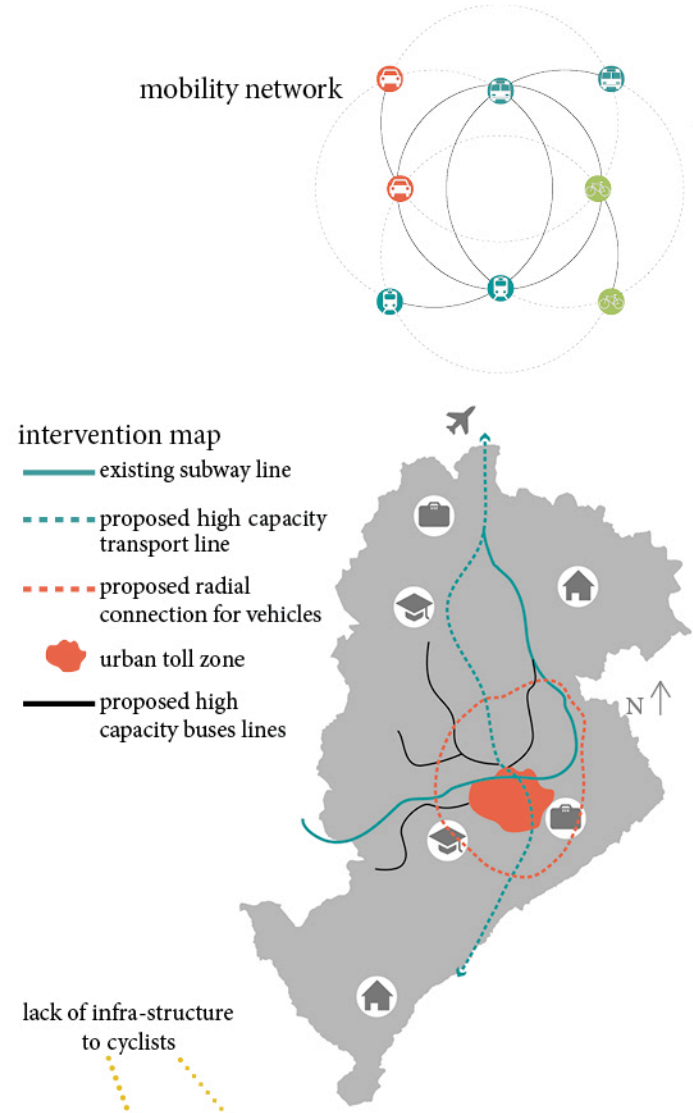 mobility network
intervention map
existing subway line
proposed high capacity
transport line
proposed radial
connection for vehicles
urban toll zone
proposed high
capacity buses lines
N
lack of infra-structure
to cyclists